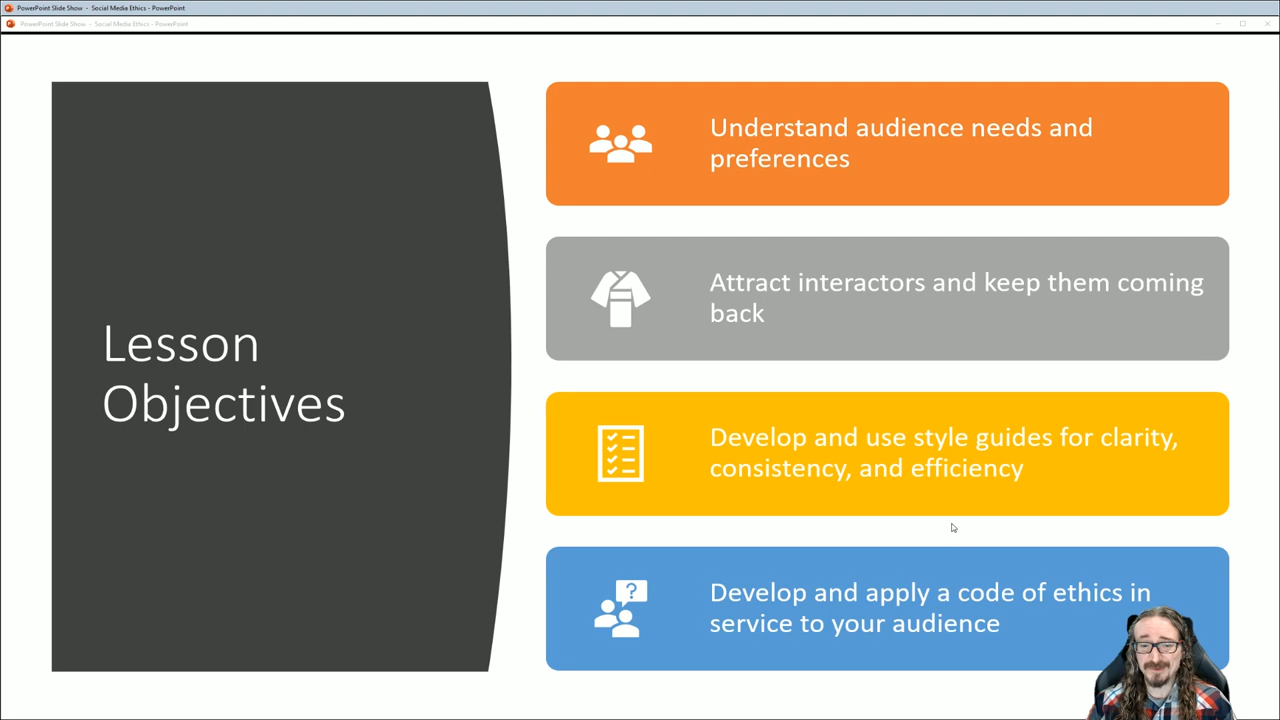 PowerPoint Slide Show - Social Media Ethics - PowerPoint
PowerPoint Slide Show - Social Media Ethics - PowerPoint
Lesson
Objectives
Understand audience needs and
preferences
Attract interactors and keep them coming
back
Develop and use style guides for clarity,
consistency, and efficiency
?
Develop and apply a code of ethics in
service to your audience